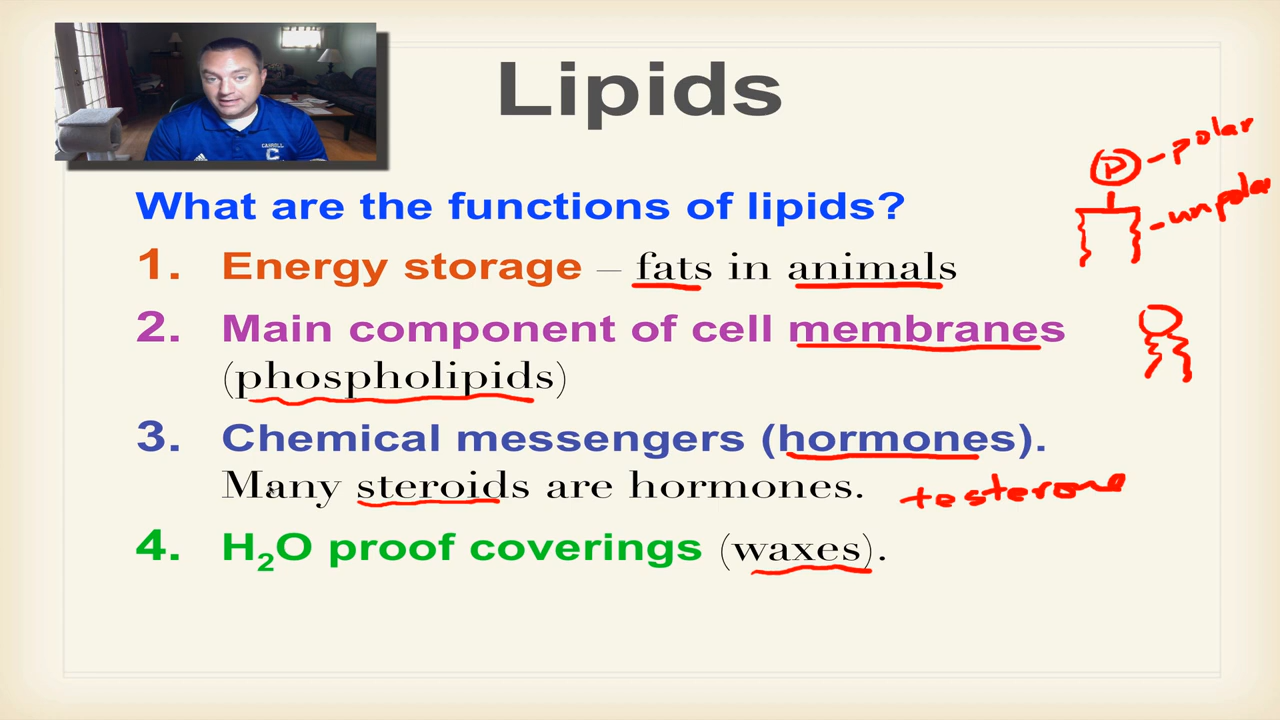 Lipids
CARROLL
C
P - polar
- unpolar
What are the functions of lipids?
1. Energy storage – fats in animals
2. Main component of cell membranes
(phospholipids)
3. Chemical messengers (hormones).
Many steroids are hormones. testerone
4. H₂O proof coverings (waxes).